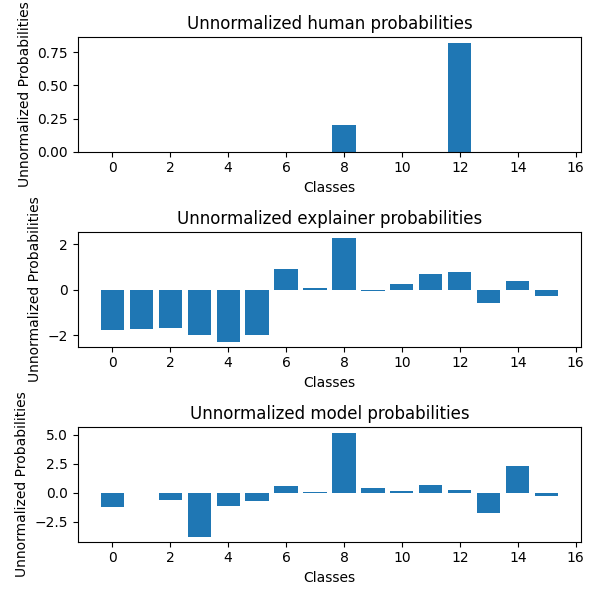 Unnormalized human probabilities
Unnormalized Probabilities
0.75
0.50
0.25
0.00
0 2 4 6 8 10 12 14 16
Classes
Unnormalized explainer probabilities
Unnormalized Probabilities
2
0
−2
0 2 4 6 8 10 12 14 16
Classes
Unnormalized model probabilities
Unnormalized Probabilities
5.0
2.5
0.0
−2.5
0 2 4 6 8 10 12 14 16
Classes